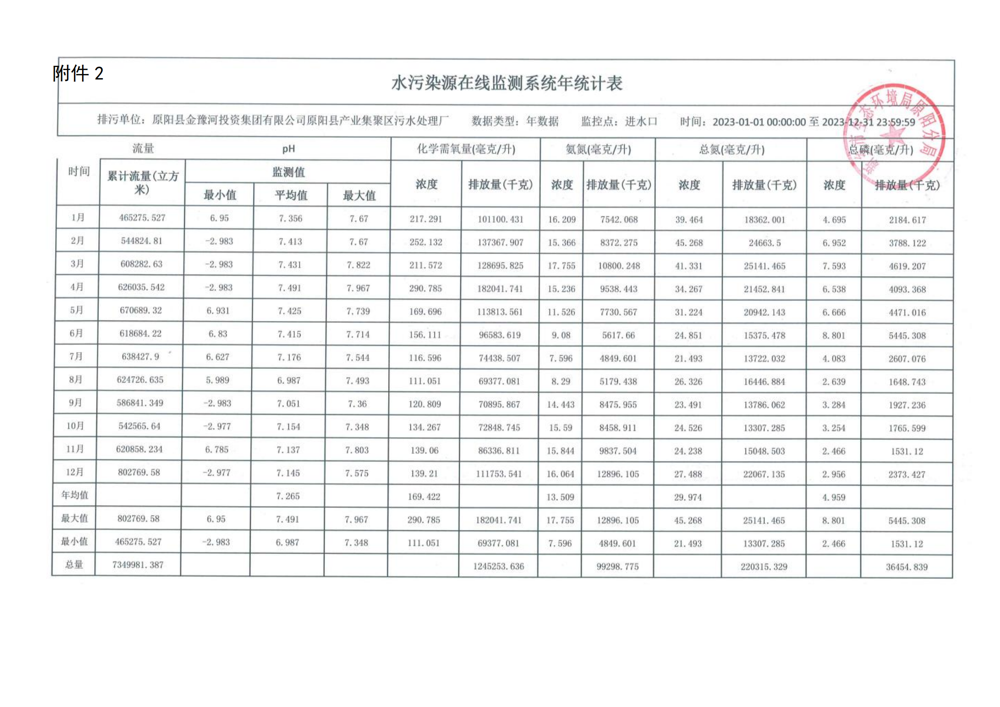 附件 2
水污染源在线监测系统年统计表
排污单位：原阳县金豫河投资集团有限公司原阳县产业集聚区污水处理厂 数据类型：年数据 监控点：进水口 时间：2023-01-01 00:00:00 至 2023-12-31 23:59:59
流量 pH 化学需氧量(毫克/升) 氨氮(毫克/升) 总氮(毫克/升) 总磷(毫克/升)
时间 累计流量(立方米) 监测值 浓度 排放量(千克) 浓度 排放量(千克) 浓度 排放量(千克) 浓度 排放量(千克)
最小值 平均值 最大值
1月 465275.527 6.95 7.356 7.67 217.291 101100.431 16.209 7542.068 39.464 18362.001 4.695 2184.617
2月 544824.81 -2.983 7.413 7.67 252.132 137367.907 15.366 8372.275 45.268 24663.5 6.952 3788.122
3月 608282.63 -2.983 7.431 7.822 211.572 128695.825 17.755 10800.248 41.331 25141.465 7.593 4619.207
4月 626035.542 -2.983 7.491 7.967 290.785 182041.741 15.236 9538.443 34.267 21452.841 6.538 4093.368
5月 670689.32 6.931 7.425 7.739 169.696 113813.561 11.526 7730.567 31.224 20942.143 6.666 4471.016
6月 618684.22 6.83 7.415 7.714 156.111 96583.619 9.08 5617.66 24.851 15375.478 8.801 5445.308
7月 638427.9 6.627 7.176 7.544 116.596 74438.507 7.596 4849.601 21.493 13722.032 4.083 2607.076
8月 624726.635 5.989 6.987 7.493 111.051 69377.081 8.29 5179.438 26.326 16446.884 2.639 1648.743
9月 586841.349 -2.983 7.051 7.36 120.809 70895.867 14.443 8475.955 23.491 13786.062 3.284 1927.236
10月 542565.64 -2.977 7.154 7.348 134.267 72848.745 15.59 8458.911 24.526 13307.285 3.254 1765.599
11月 620858.234 6.785 7.137 7.803 139.06 86336.811 15.844 9837.504 24.238 15048.503 2.466 1531.12
12月 802769.58 -2.977 7.145 7.575 139.21 111753.541 16.064 12896.105 27.488 22067.135 2.956 2373.427
年均值 7.265 169.422 13.509 29.974 4.959
最大值 802769.58 6.95 7.491 7.967 290.785 182041.741 17.755 12896.105 45.268 25141.465 8.801 5445.308
最小值 465275.527 -2.983 6.987 7.348 111.051 69377.081 7.596 4849.601 21.493 13307.285 2.466 1531.12
总量 7349981.387 1245253.636 99298.775 220315.329 36454.839
市生态环境局原阳分局